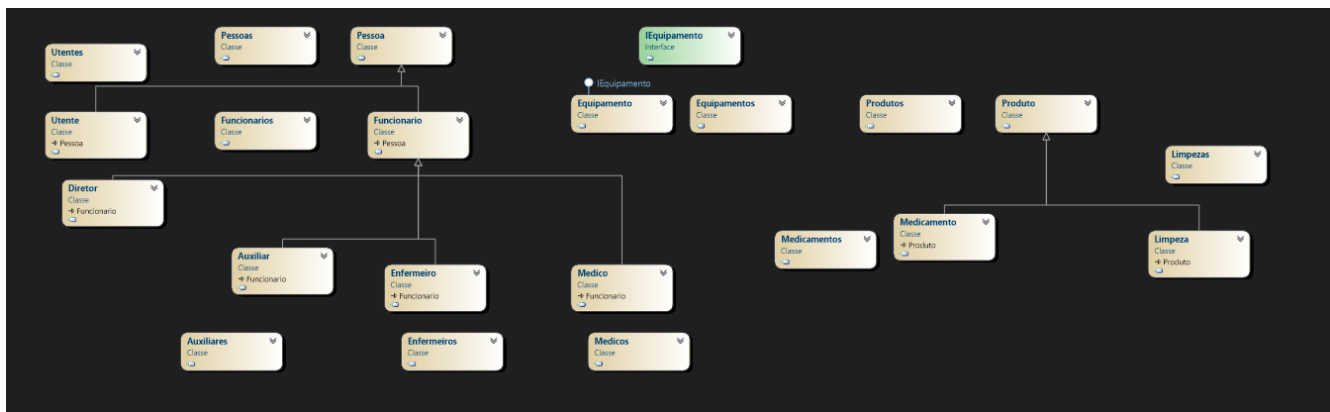 Utentes
Classe
Pessoas
Classe
Pessoa
Classe
IEquipamento
Interface
IEquipamento
Utente
Classe
Pessoa
Funcionarios
Classe
Funcionario
Classe
Pessoa
Equipamento
Classe
Equipamentos
Classe
Produtos
Classe
Produto
Classe
Limpezas
Classe
Diretor
Classe
Funcionario
Auxiliar
Classe
Funcionario
Enfermeiro
Classe
Funcionario
Medico
Classe
Funcionario
Medicamentos
Classe
Medicamento
Classe
Produto
Limpeza
Classe
Produto
Auxiliares
Classe
Enfermeiros
Classe
Medicos
Classe